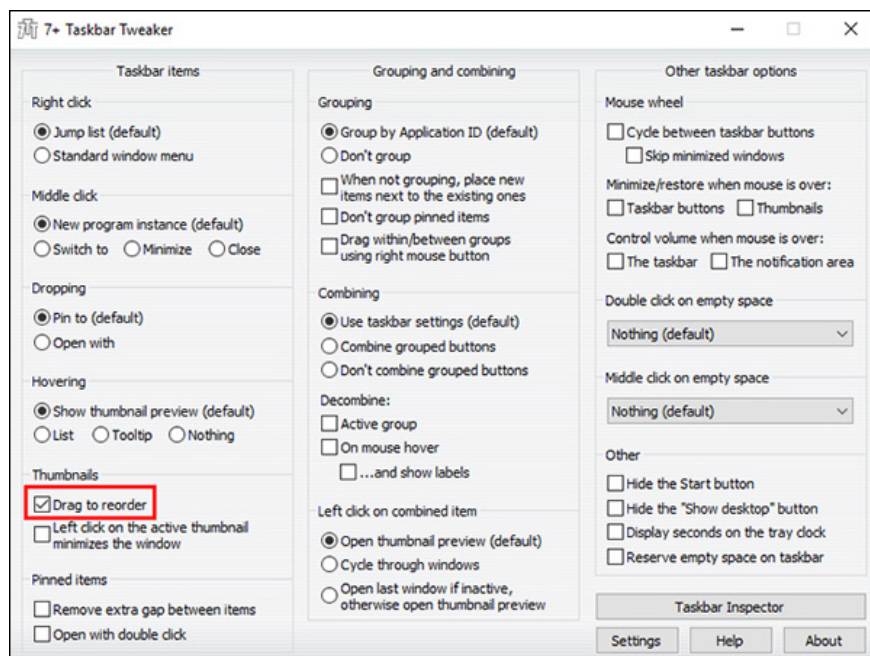 7+ Taskbar Tweaker
Taskbar items
Right click
Jump list (default)
Standard window menu
Middle click
New program instance (default)
Switch to Minimize Close
Dropping
Pin to (default)
Open with
Hovering
Show thumbnail preview (default)
List Tooltip Nothing
Thumbnails
Drag to reorder
Left click on the active thumbnail
minimizes the window
Pinned items
Remove extra gap between items
Open with double click
Grouping and combining
Grouping
Group by Application ID (default)
Don't group
When not grouping, place new
items next to the existing ones
Don't group pinned items
Drag within/between groups
using right mouse button
Combining
Use taskbar settings (default)
Combine grouped buttons
Don't combine grouped buttons
Decombine:
Active group
On mouse hover
...and show labels
Left click on combined item
Open thumbnail preview (default)
Cycle through windows
Open last window if inactive,
otherwise open thumbnail preview
Other taskbar options
Mouse wheel
Cycle between taskbar buttons
Skip minimized windows
Minimize/restore when mouse is over:
Taskbar buttons Thumbnails
Control volume when mouse is over:
The taskbar The notification area
Double click on empty space
Nothing (default)
Middle click on empty space
Nothing (default)
Other
Hide the Start button
Hide the "Show desktop" button
Display seconds on the tray clock
Reserve empty space on taskbar
Taskbar Inspector
Settings Help About